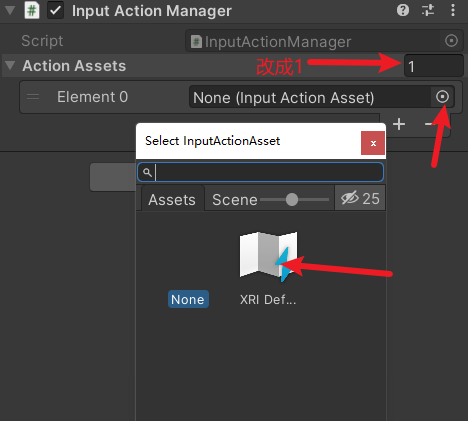 Input Action Manager
Script
InputActionManager
Action Assets
改成1
1
Element 0
None (Input Action Asset)
Select InputActionAsset
x
Assets
Scene
25
None
XRI Def...